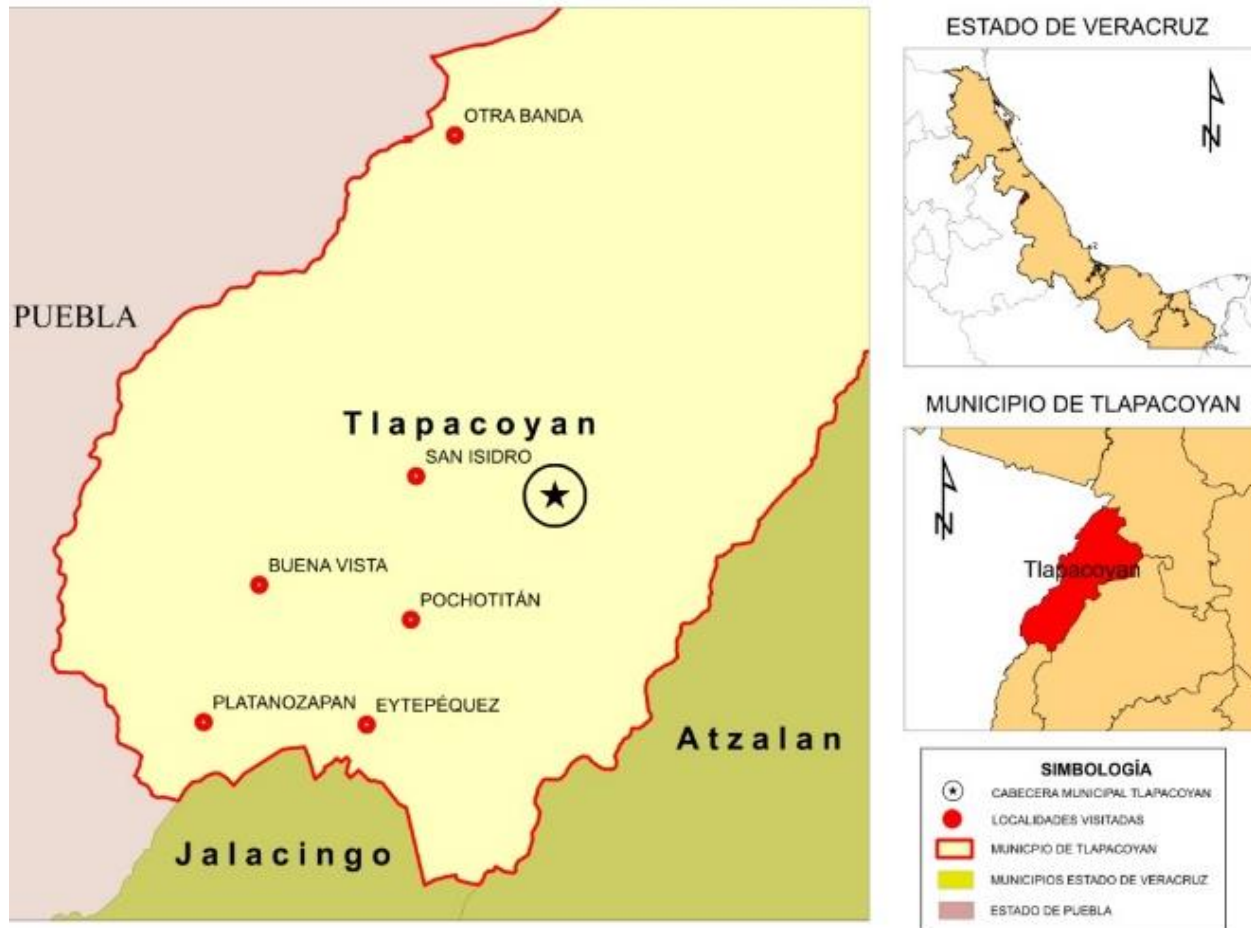 OTRA BANDA
PUEBLA
Tlapacoyan
SAN ISIDRO
BUENA VISTA
POCHOTITÁN
PLATANOZAPAN
EYTEPÉQUEZ
Atzalan
Jalacingo
ESTADO DE VERACRUZ
N
MUNICIPIO DE TLAPACOYAN
N
Tlapacoyan
SIMBOLOGÍA
CABECERA MUNICIPAL TLAPACOYAN
LOCALIDADES VISITADAS
MUNICPIO DE TLAPACOYAN
MUNICIPIOS ESTADO DE VERACRUZ
ESTADO DE PUEBLA